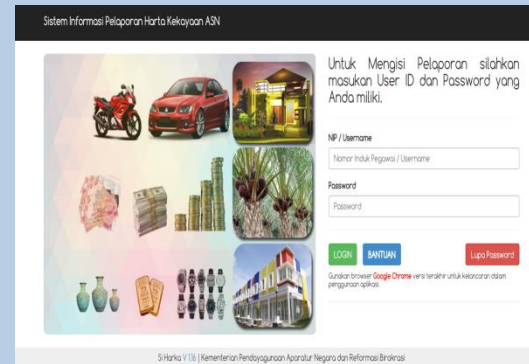 Sistem Informasi Pelaporan Harta Kekayaan ASN
Untuk Mengisi Pelaporan silahkan
masukan User ID dan Password yang
Anda miliki.
NIP / Username
Nomor Induk Pegawai / Username
Password
Password
LOGIN BANTUAN Lupa Password
Gunakan browser Google Chrome versi terakhir untuk kelancaran dalam
penggunaan aplikasi.
Si Harka V 1.16 | Kementerian Pendayagunaan Aparatur Negara dan Reformasi Birokrasi